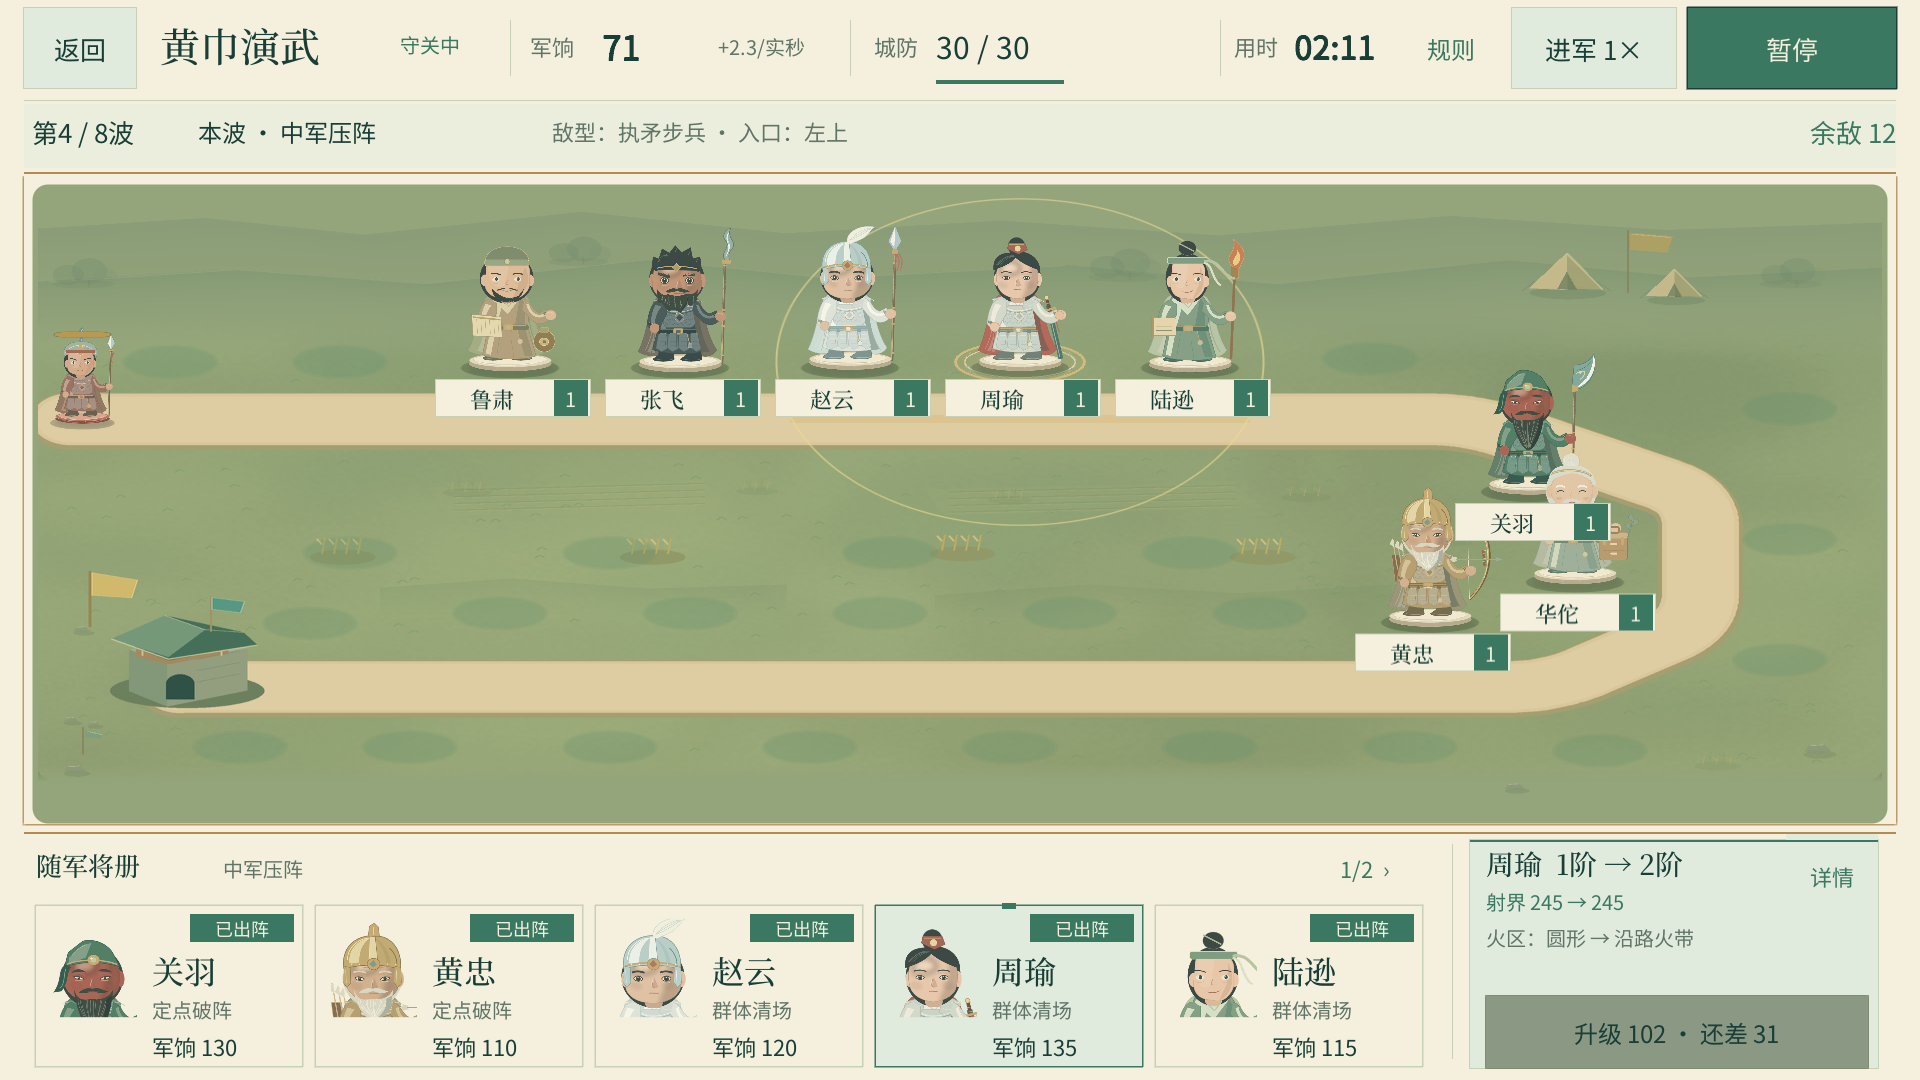 返回
黄巾演武
守关中
军饷 71
+2.3/实秒
城防 30 / 30
用时 02:11
规则
进军 1×
暂停
第4 / 8波
本波 · 中军压阵
敌型：执矛步兵 · 入口：左上
余敌 12
鲁肃 1
张飞 1
赵云 1
周瑜 1
陆逊 1
关羽 1
华佗 1
黄忠 1
随军将册
中军压阵
1/2 ›
已出阵
关羽
定点破阵
军饷 130
已出阵
黄忠
定点破阵
军饷 110
已出阵
赵云
群体清场
军饷 120
已出阵
周瑜
群体清场
军饷 135
已出阵
陆逊
群体清场
军饷 115
周瑜 1阶 → 2阶
详情
射界 245 → 245
火区：圆形 → 沿路火带
升级 102 · 还差 31